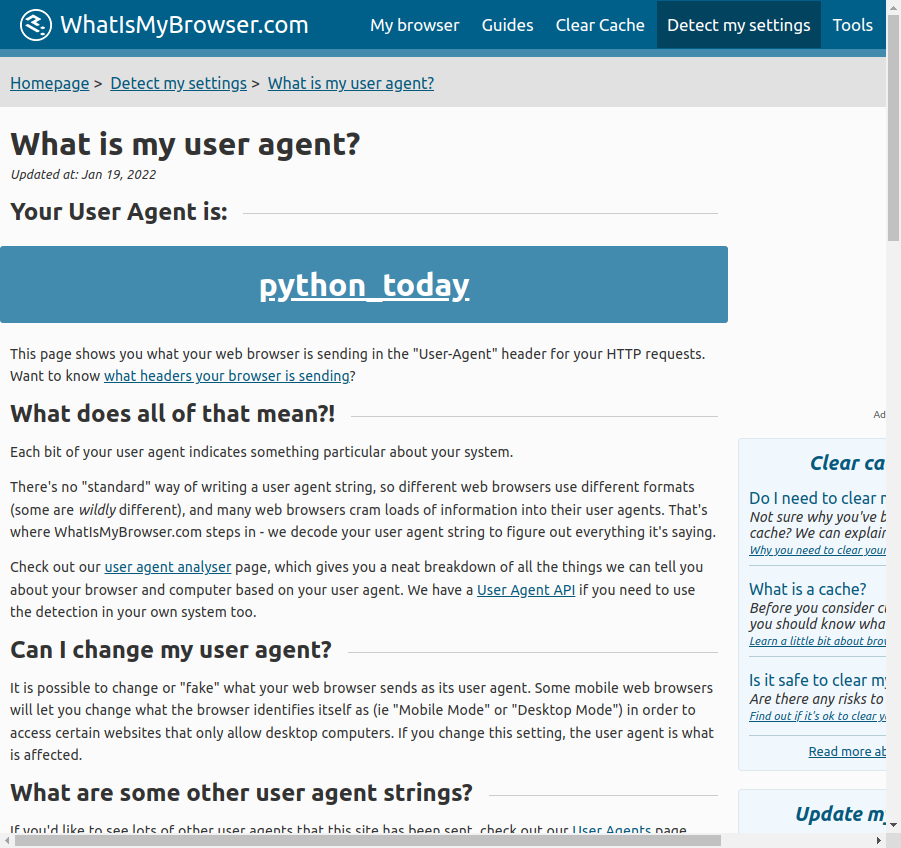 WhatIsMyBrowser.com My browser Guides Clear Cache Detect my settings Tools
Homepage > Detect my settings > What is my user agent?
What is my user agent?
Updated at: Jan 19, 2022
Your User Agent is:
python_today
This page shows you what your web browser is sending in the "User-Agent" header for your HTTP requests.
Want to know what headers your browser is sending?
What does all of that mean?!
Each bit of your user agent indicates something particular about your system.
There's no "standard" way of writing a user agent string, so different web browsers use different formats
(some are wildly different), and many web browsers cram loads of information into their user agents. That's
where WhatIsMyBrowser.com steps in - we decode your user agent string to figure out everything it's saying.
Check out our user agent analyser page, which gives you a neat breakdown of all the things we can tell you
about your browser and computer based on your user agent. We have a User Agent API if you need to use
the detection in your own system too.
Can I change my user agent?
It is possible to change or "fake" what your web browser sends as its user agent. Some mobile web browsers
will let you change what the browser identifies itself as (ie "Mobile Mode" or "Desktop Mode") in order to
access certain websites that only allow desktop computers. If you change this setting, the user agent is what
is affected.
What are some other user agent strings?
If you'd like to see lots of other user agents that this site has been sent, check out our User Agents page
Ad
Clear ca
Do I need to clear
Not sure why you've b
cache? We can explain
Why you need to clear your
What is a cache?
Before you consider cl
you should know wha
Learn a little bit about brow
Is it safe to clear my
Are there any risks to
Find out if it's ok to clear
Read more ab
Update my